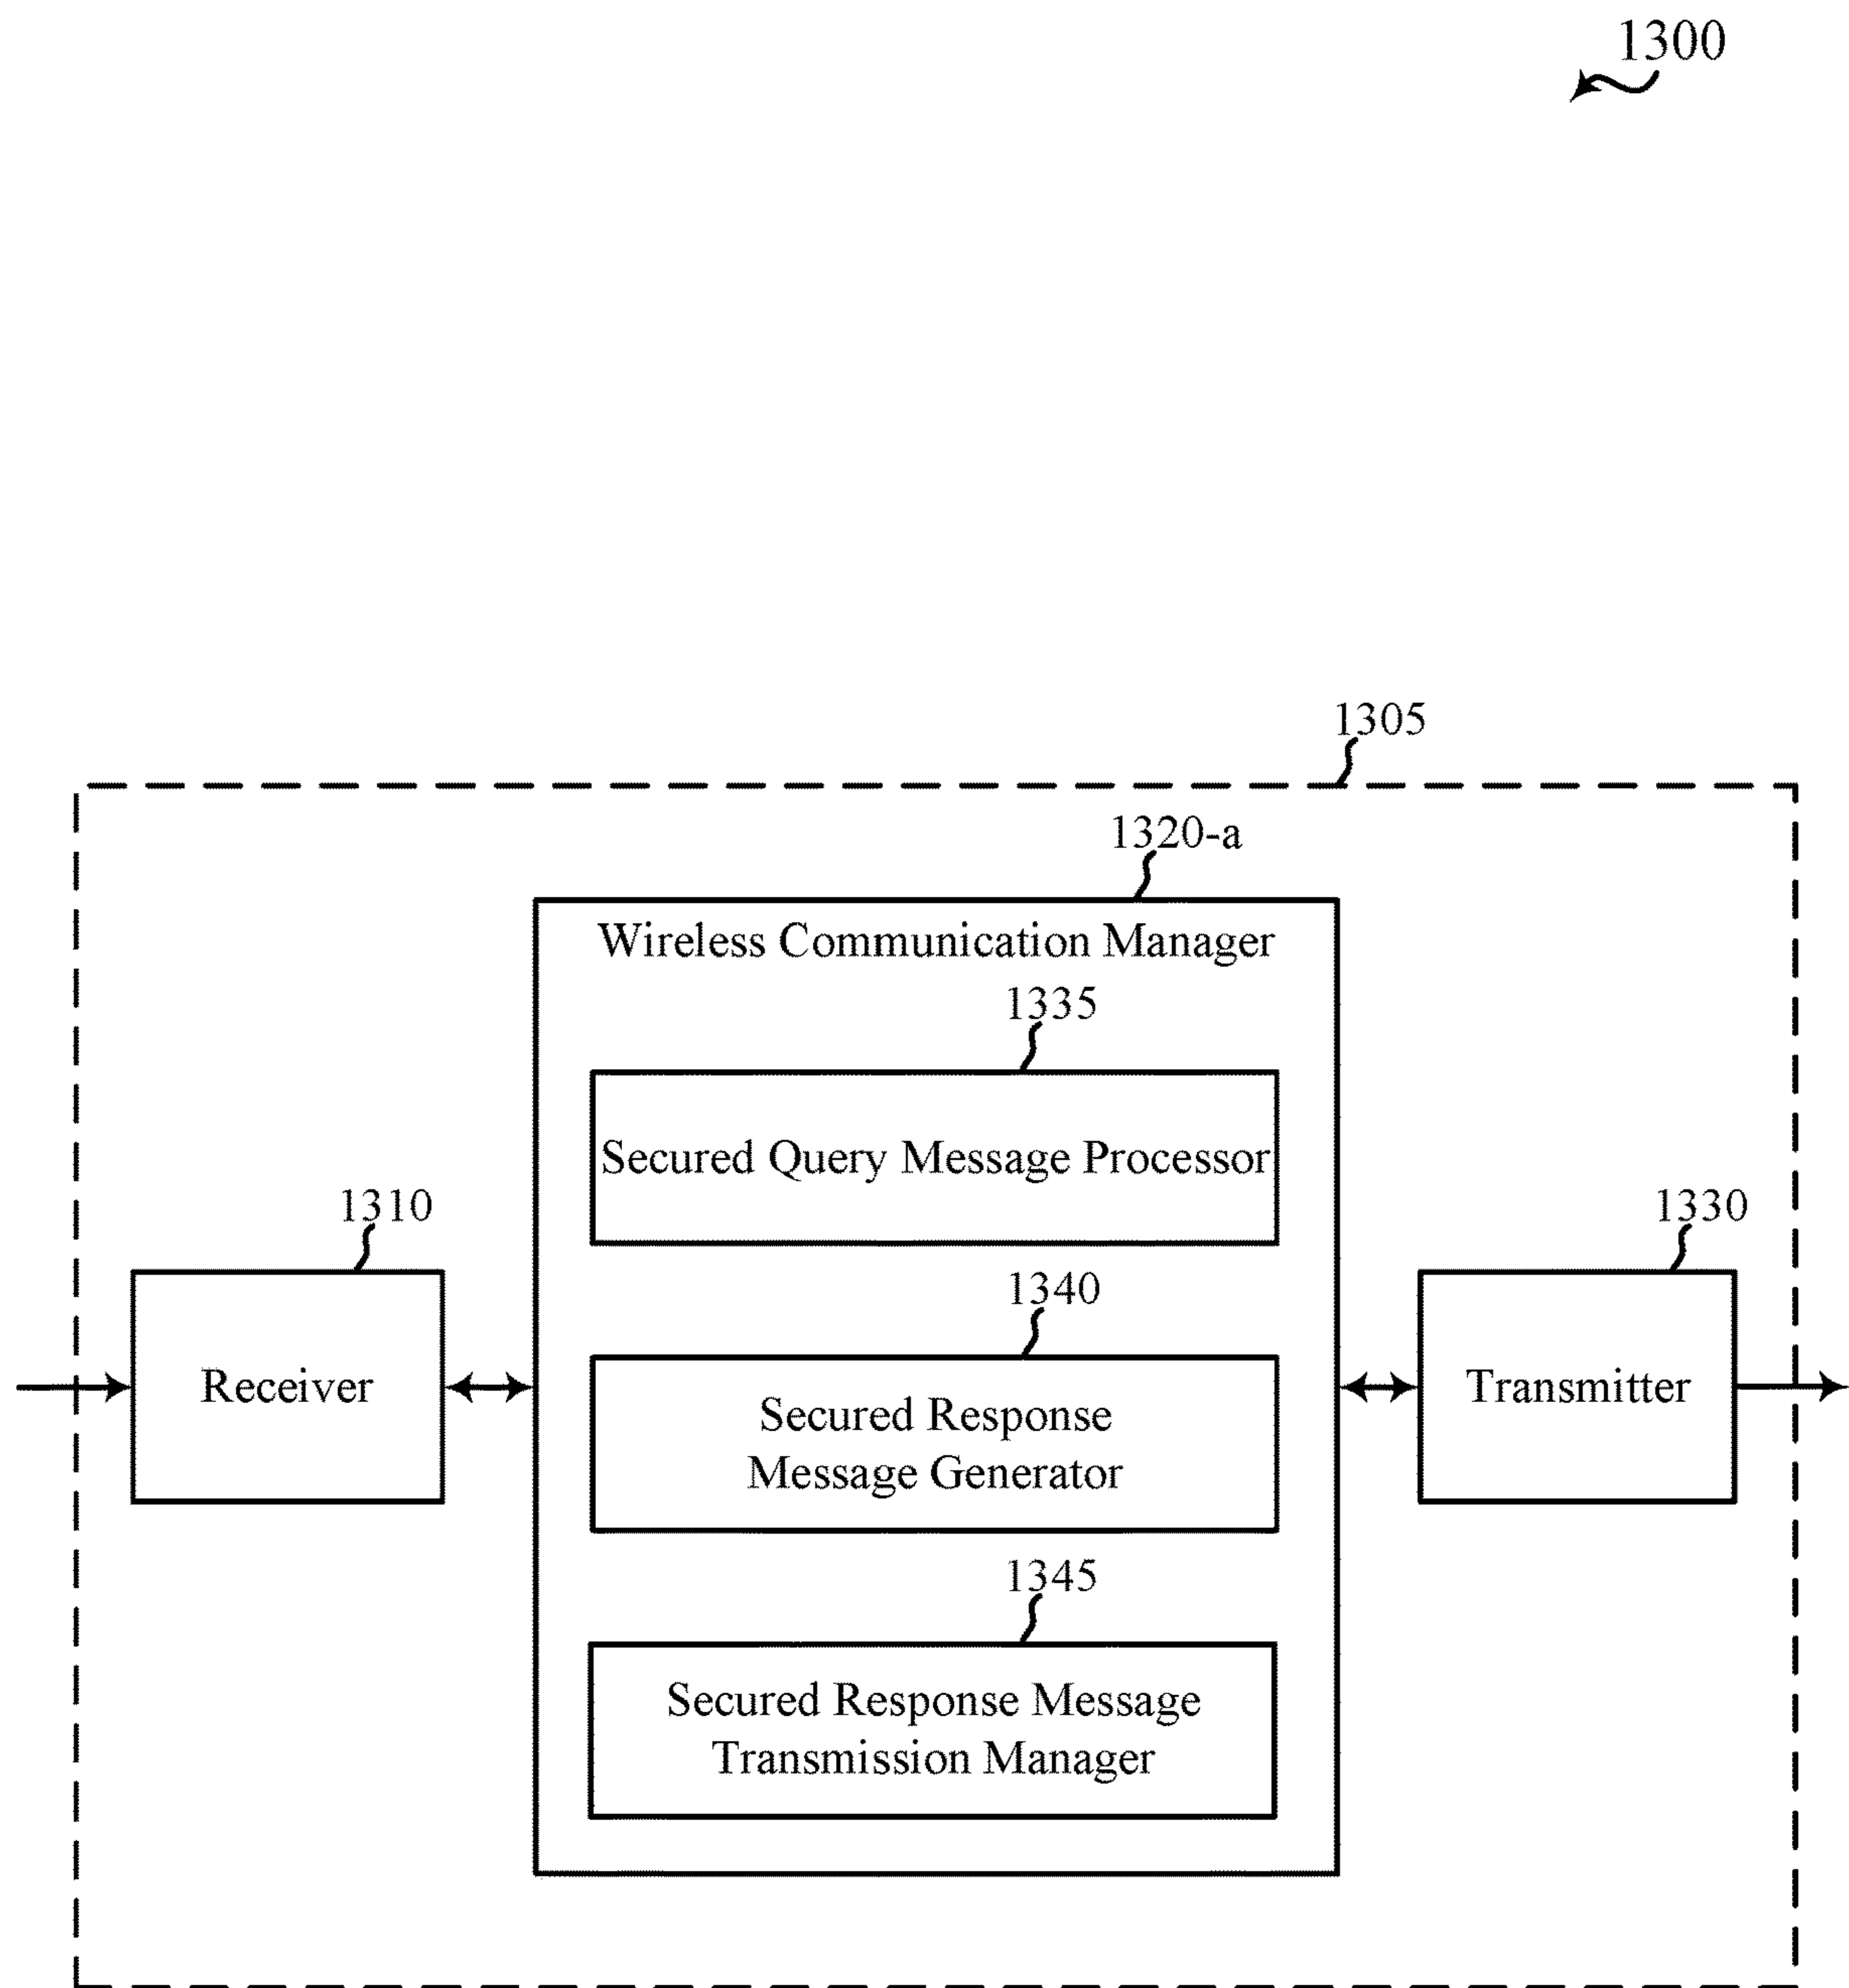 1300
1305
1320-a
Wireless Communication Manager
1335
Secured Query Message Processor
1310
Receiver
1340
Secured Response
Message Generator
1330
Transmitter
1345
Secured Response Message
Transmission Manager